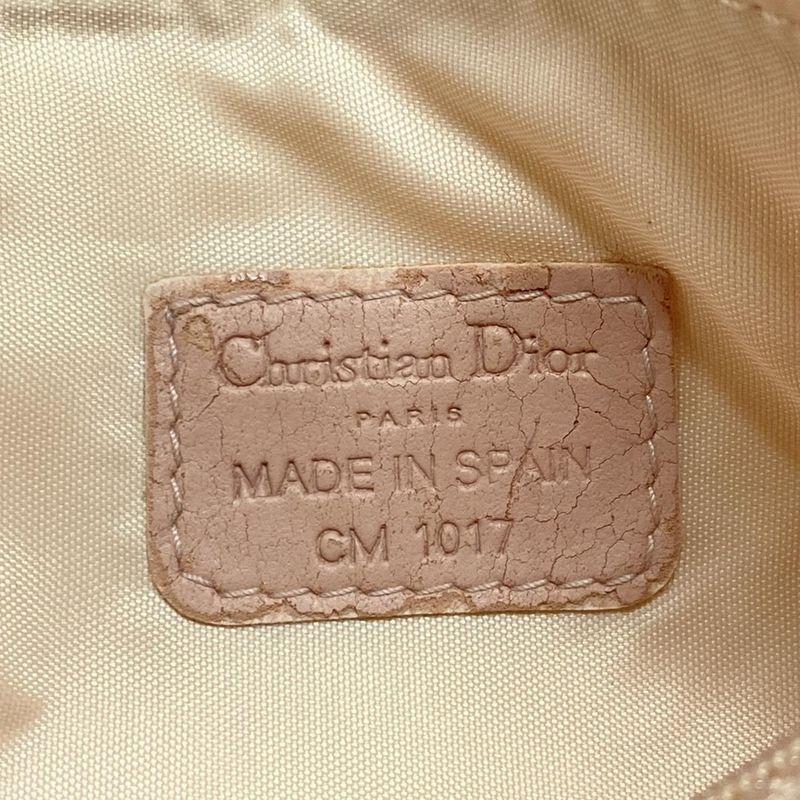 Christian Dior
PARIS
MADE IN SPAIN
CM 1017